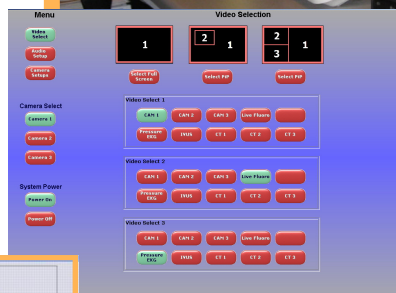 Menu
Video Selection
Video
Select
Audio
Setup
Camera
Setups
1
2
1
2
3
1
Select Full
Screen
Select PiP
Select PiP
Camera Select
Camera 1
Camera 2
Camera 3
System Power
Power On
Power Off
Video Select 1
CAM 1 CAM 2 CAM 3 Live Fluoro
Pressure
EKG IVUS CT 1 CT 2 CT 3
Video Select 2
CAM 1 CAM 2 CAM 3 Live Fluoro
Pressure
EKG IVUS CT 1 CT 2 CT 3
Video Select 3
CAM 1 CAM 2 CAM 3 Live Fluoro
Pressure
EKG IVUS CT 1 CT 2 CT 3